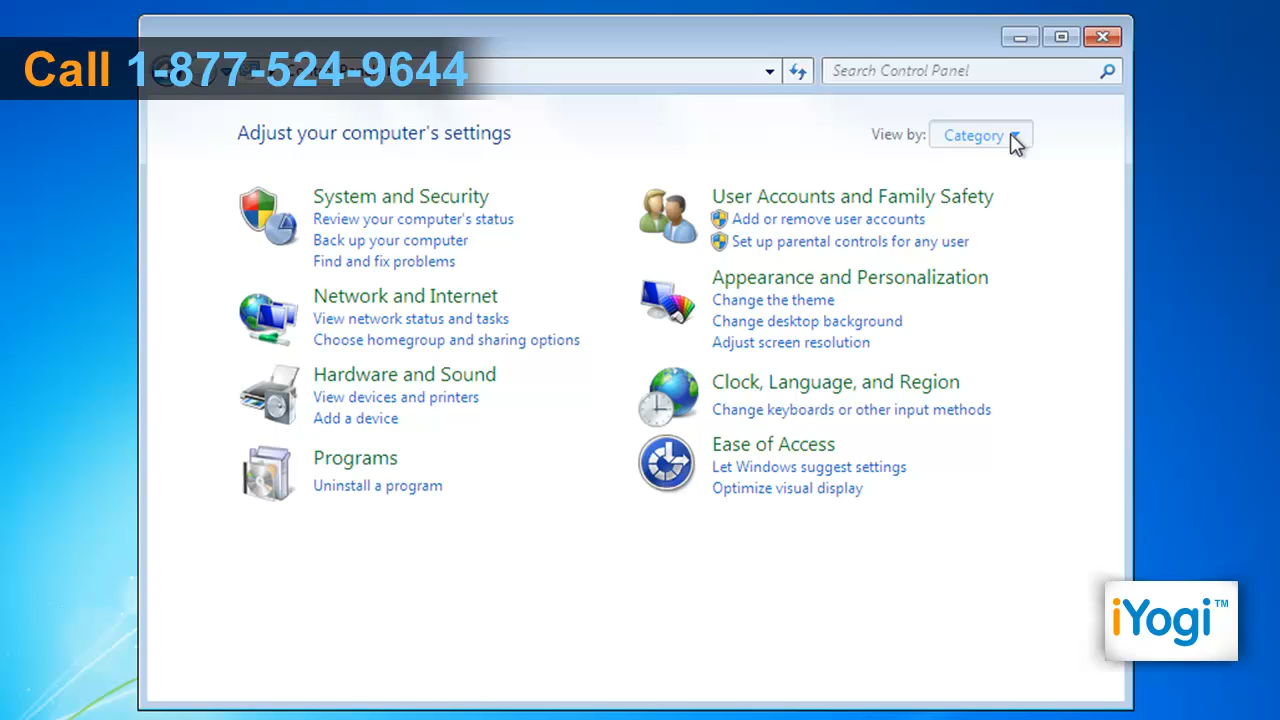 Call 1-877-524-9644
Search Control Panel
Adjust your computer's settings
View by: Category
System and Security
Review your computer's status
Back up your computer
Find and fix problems
Network and Internet
View network status and tasks
Choose homegroup and sharing options
Hardware and Sound
View devices and printers
Add a device
Programs
Uninstall a program
User Accounts and Family Safety
Add or remove user accounts
Set up parental controls for any user
Appearance and Personalization
Change the theme
Change desktop background
Adjust screen resolution
Clock, Language, and Region
Change keyboards or other input methods
Ease of Access
Let Windows suggest settings
Optimize visual display
iYogi™